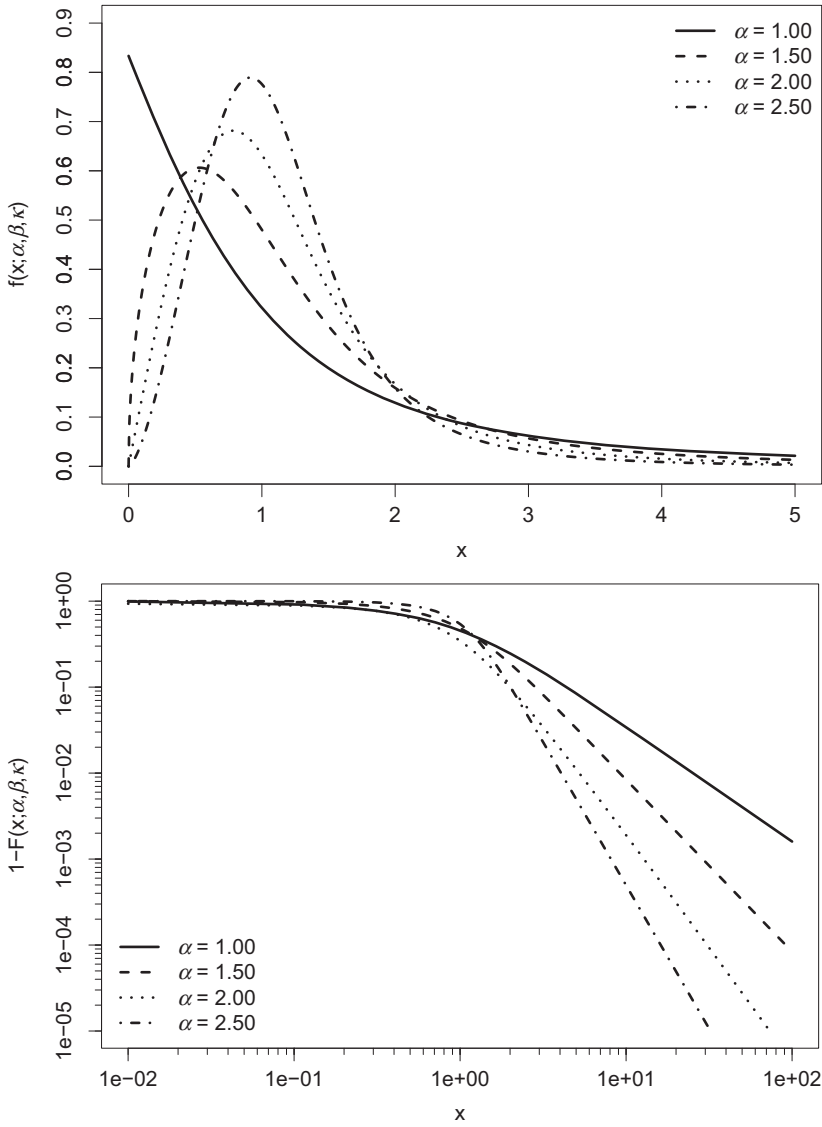 0.9
0.8
0.7
0.6
0.5
0.4
0.3
0.2
0.1
0.0
f(x;α,β,κ)
α = 1.00
α = 1.50
α = 2.00
α = 2.50
0 1 2 3 4 5
x
1e+00
1e−01
1e−02
1e−03
1e−04
1e−05
1−F(x;α,β,κ)
α = 1.00
α = 1.50
α = 2.00
α = 2.50
1e−02 1e−01 1e+00 1e+01 1e+02
x